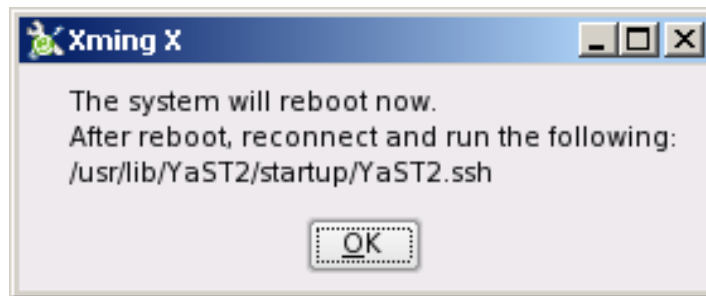 Xming X
The system will reboot now.
After reboot, reconnect and run the following:
/usr/lib/YaST2/startup/YaST2.ssh
OK